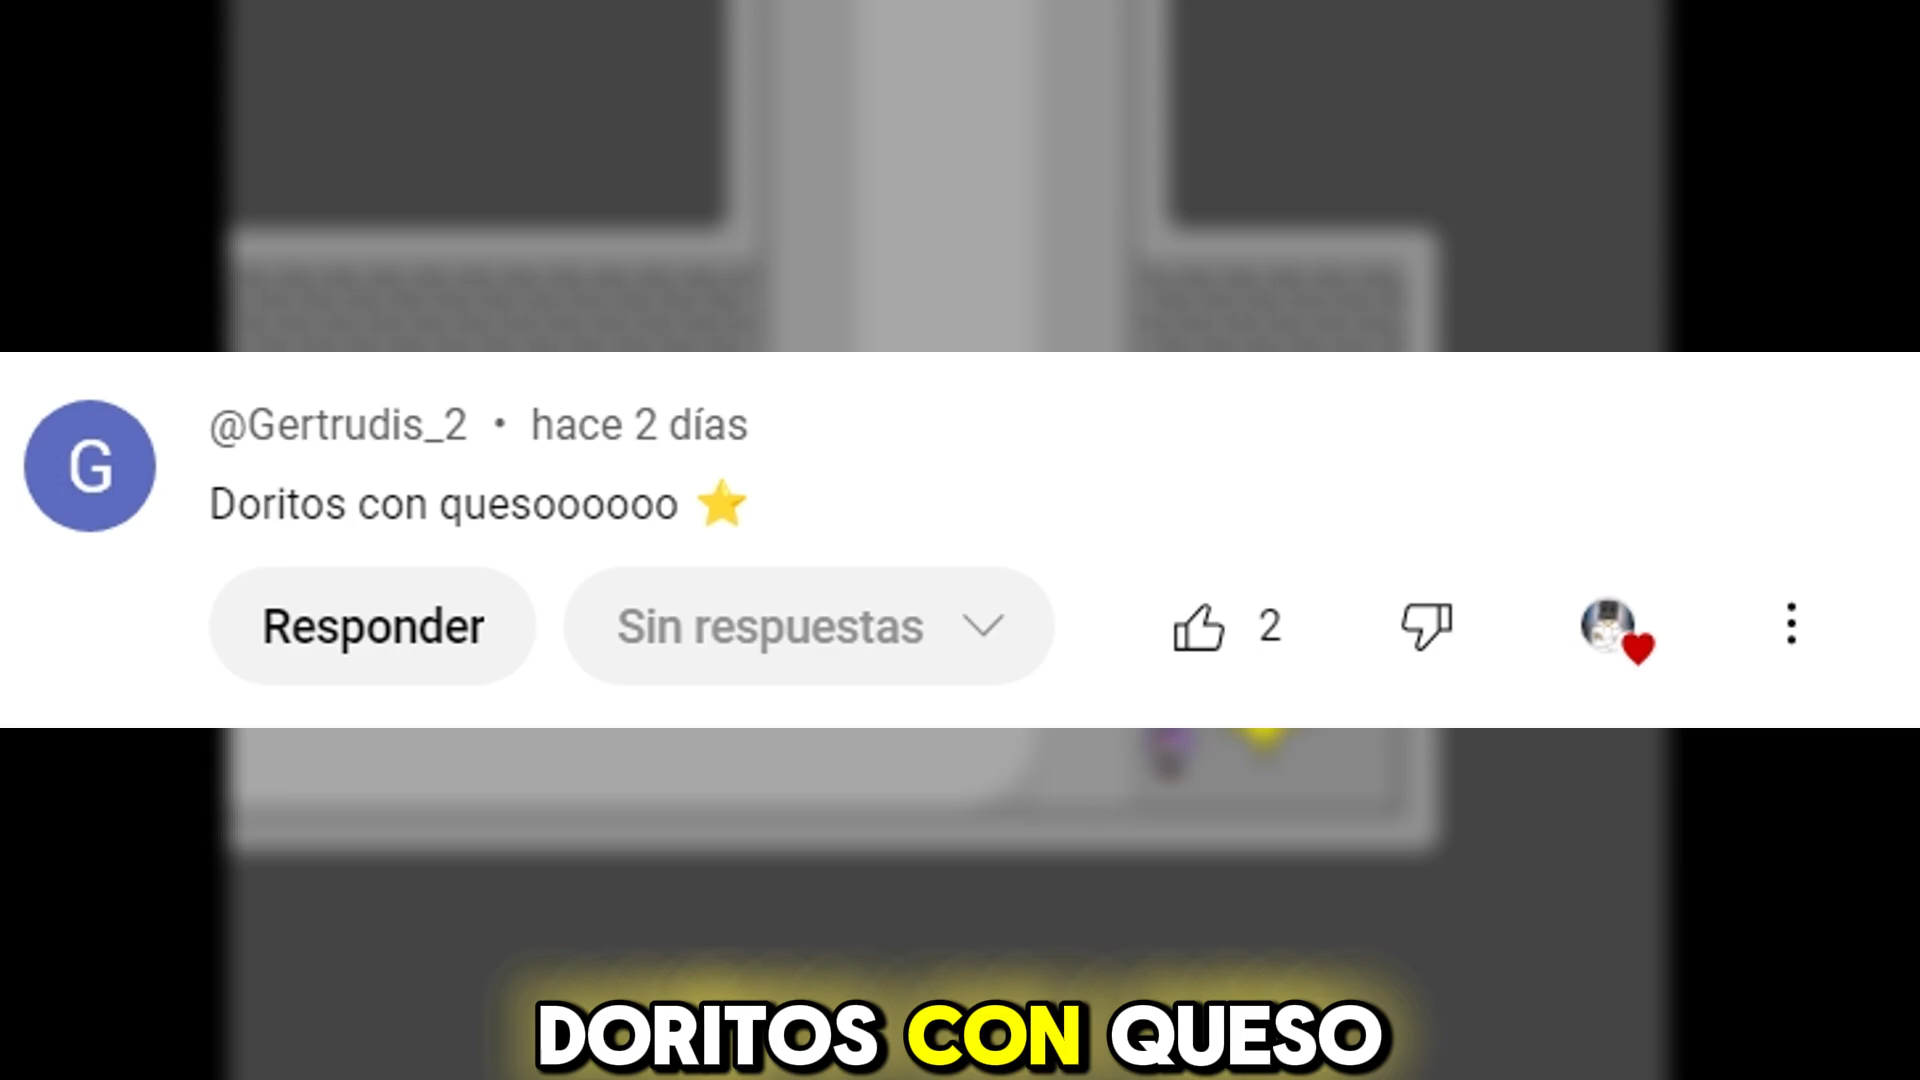 G
@Gertrudis_2 • hace 2 días
Doritos con quesoooooo ⭐
Responder
Sin respuestas
2
DORITOS CON QUESO